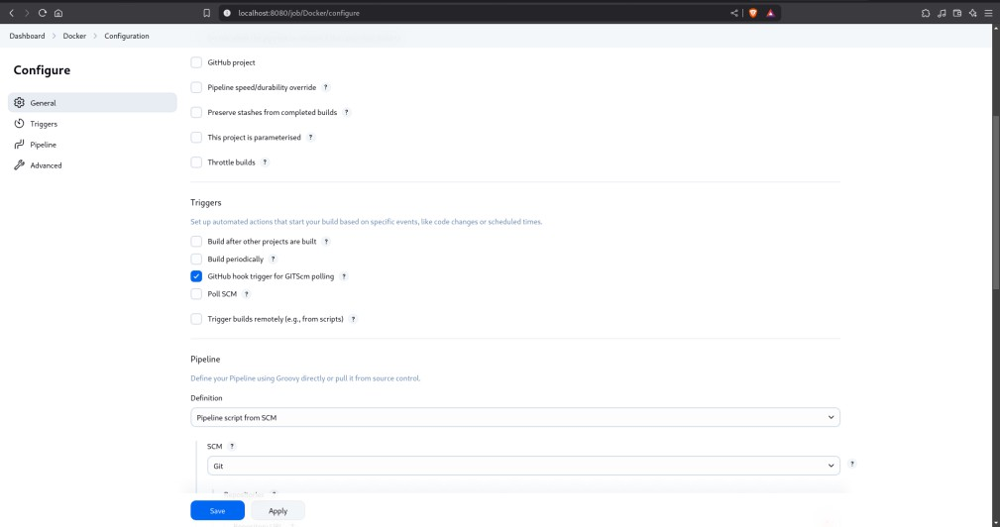 localhost:8080/job/Docker/configure
Dashboard > Docker > Configuration
Configure
General
Triggers
Pipeline
Advanced
GitHub project
Pipeline speed/durability override ?
Preserve stashes from completed builds ?
This project is parameterised ?
Throttle builds ?
Triggers
Set up automated actions that start your build based on specific events, like code changes or scheduled times.
Build after other projects are built ?
Build periodically ?
GitHub hook trigger for GITScm polling ?
Poll SCM ?
Trigger builds remotely (e.g., from scripts) ?
Pipeline
Define your Pipeline using Groovy directly or pull it from source control.
Definition
Pipeline script from SCM
SCM ?
Git
?
Save
Apply